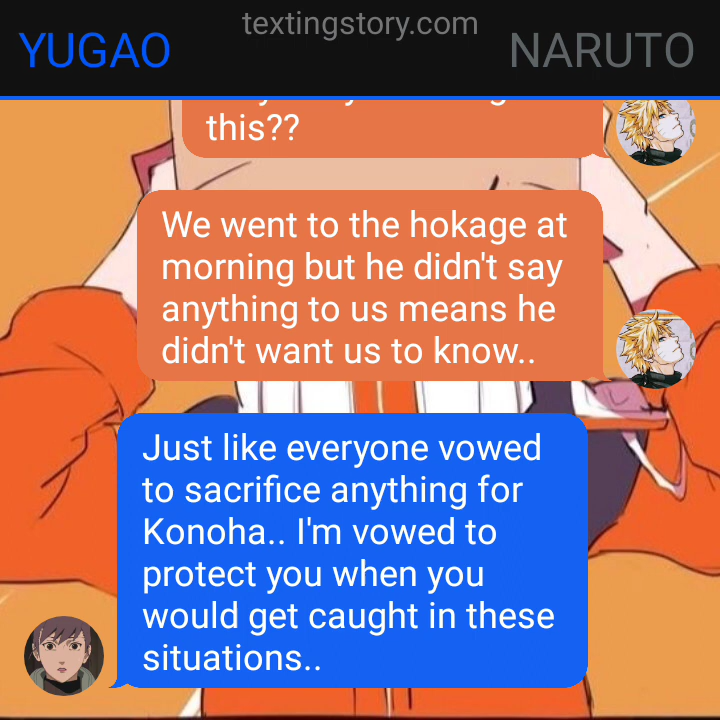 textingstory.com
YUGAO
NARUTO
this??
We went to the hokage at
morning but he didn't say
anything to us means he
didn't want us to know..
Just like everyone vowed
to sacrifice anything for
Konoha.. I'm vowed to
protect you when you
would get caught in these
situations..